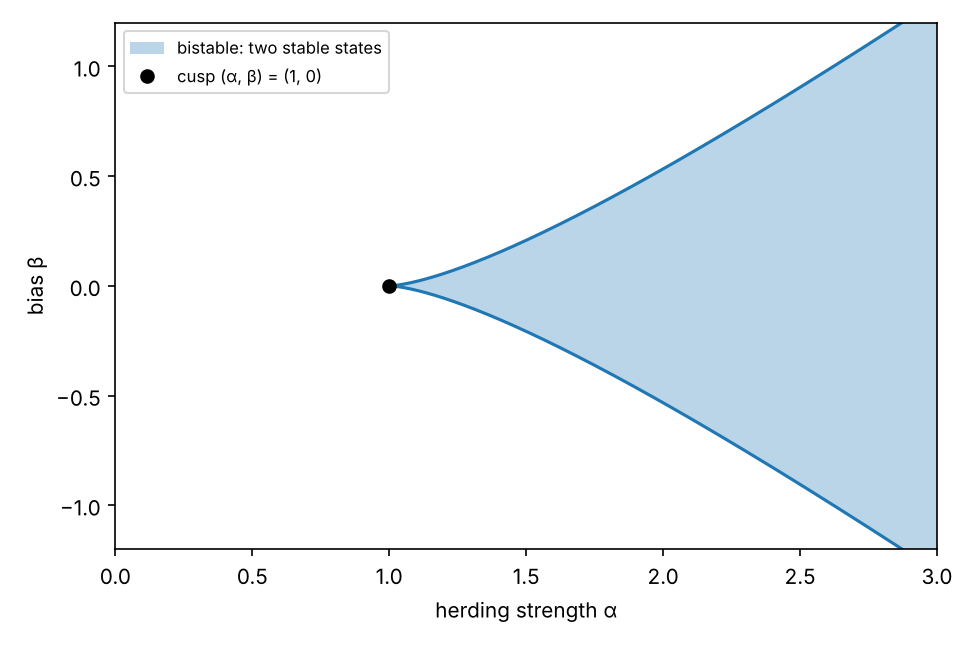 bistable: two stable states
cusp (α, β) = (1, 0)
1.0
0.5
0.0
−0.5
−1.0
bias β
0.0 0.5 1.0 1.5 2.0 2.5 3.0
herding strength α